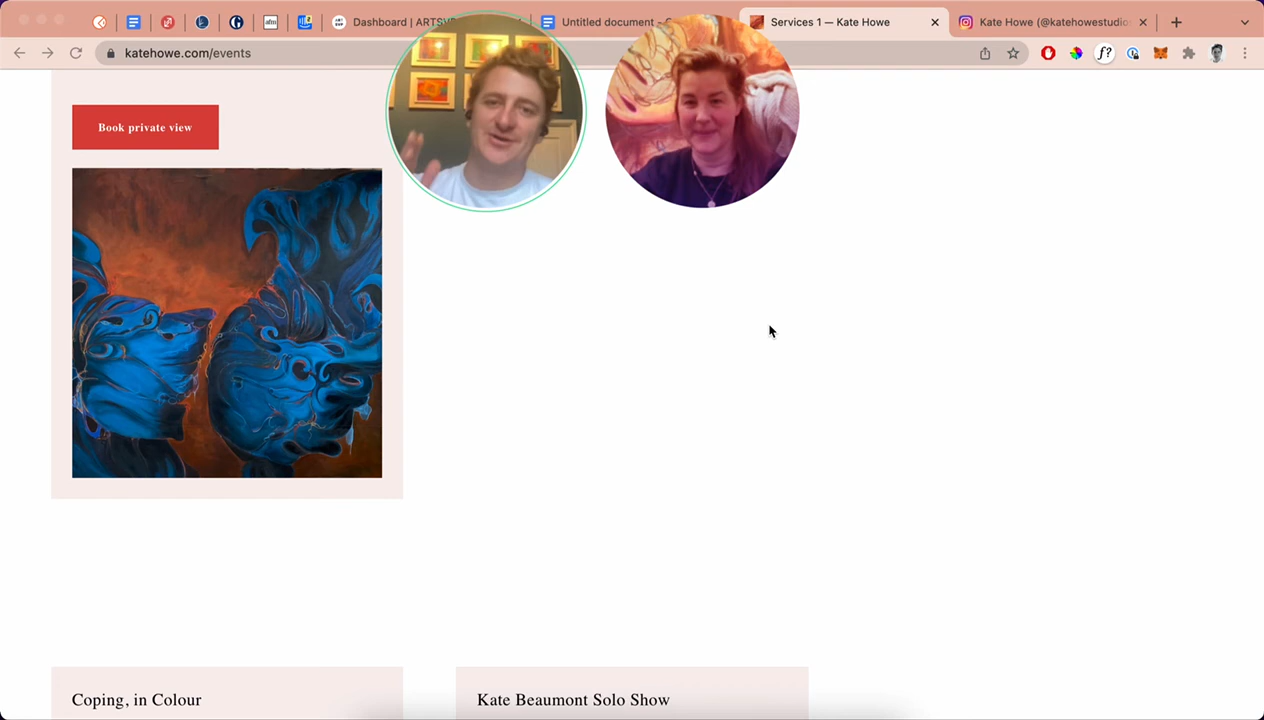 Dashboard | ARTSV
Untitled document -
Services 1 — Kate Howe
Kate Howe (@katehowestudio
katehowe.com/events
f?
Book private view
Coping, in Colour
Kate Beaumont Solo Show